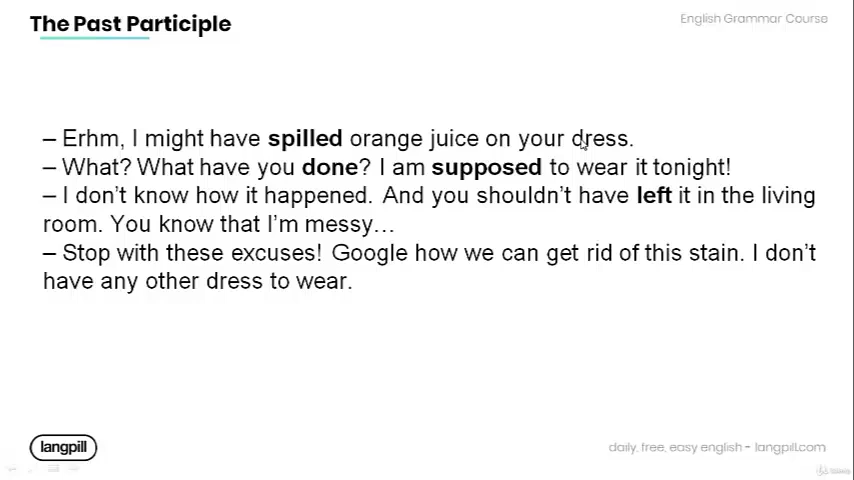 The Past Participle
English Grammar Course
– Erhm, I might have spilled orange juice on your dress.
– What? What have you done? I am supposed to wear it tonight!
– I don’t know how it happened. And you shouldn’t have left it in the living
room. You know that I’m messy…
– Stop with these excuses! Google how we can get rid of this stain. I don’t
have any other dress to wear.
langpill
daily, free, easy english - langpill.com